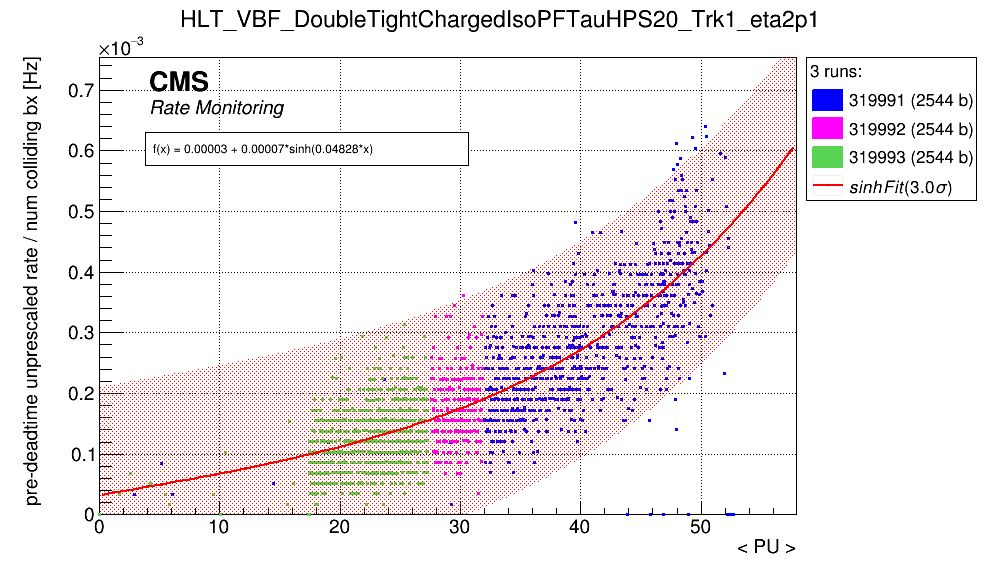 HLT_VBF_DoubleTightChargedIsoPFTauHPS20_Trk1_eta2p1
×10⁻³
CMS
Rate Monitoring
f(x) = 0.00003 + 0.00007*sinh(0.04828*x)
3 runs:
319991 (2544 b)
319992 (2544 b)
319993 (2544 b)
sinhFit(3.0σ)
pre-deadtime unprescaled rate / num colliding bx [Hz]
0.7
0.6
0.5
0.4
0.3
0.2
0.1
0
0 10 20 30 40 50
< PU >